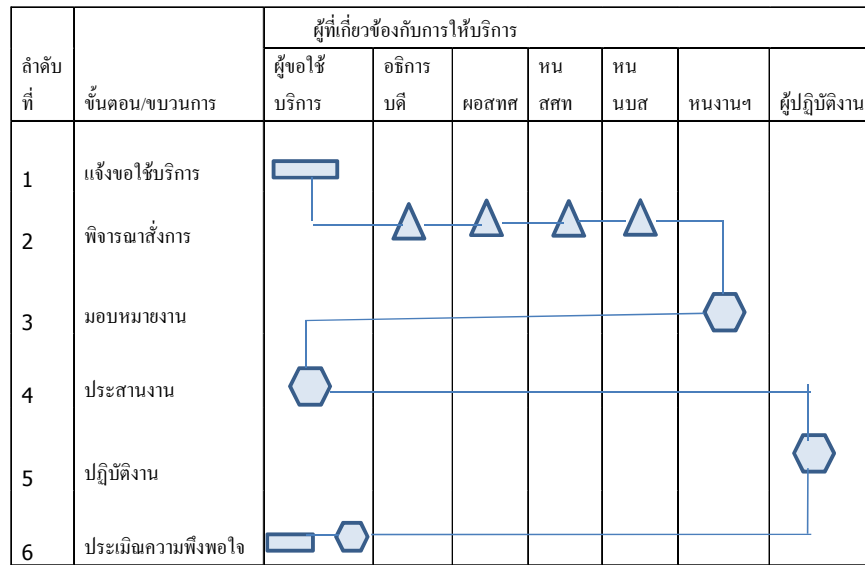 ผู้ที่เกี่ยวข้องกับการให้บริการ
ลำดับ ผู้ขอใช้ อธิการ หน หน
ที่ ขั้นตอน/ขบวนการ บริการ บดี ผอสทศ สศท นบส หนงานฯ ผู้ปฏิบัติงาน
1 แจ้งขอใช้บริการ
2 พิจารณาสั่งการ
3 มอบหมายงาน
4 ประสานงาน
5 ปฏิบัติงาน
6 ประเมิณความพึงพอใจ